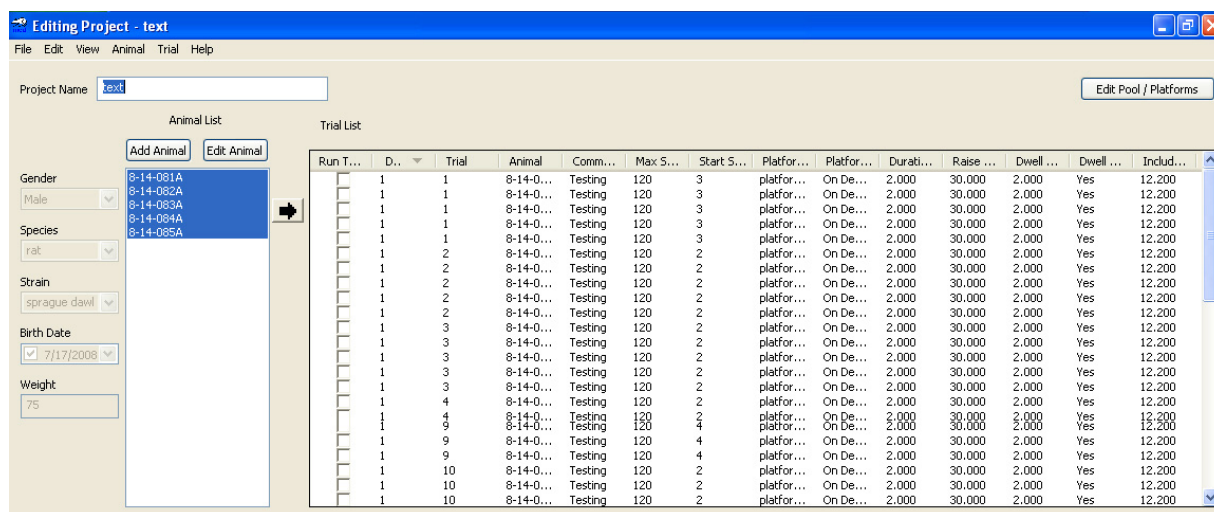 Editing Project - text
File Edit View Animal Trial Help
Project Name text Edit Pool / Platforms
Animal List
Trial List
Add Animal Edit Animal
Run T... D.. Trial Animal Comm... Max S... Start S... Platfor... Platfor... Durati... Raise ... Dwell ... Dwell ... Includ...
Gender
Male
Species
rat
Strain
sprague dawl
Birth Date
7/17/2008
Weight
75
8-14-081A
8-14-082A
8-14-083A
8-14-084A
8-14-085A
1 1 8-14-0... Testing 120 3 platfor... On De... 2.000 30.000 2.000 Yes 12.200
1 1 8-14-0... Testing 120 3 platfor... On De... 2.000 30.000 2.000 Yes 12.200
1 1 8-14-0... Testing 120 3 platfor... On De... 2.000 30.000 2.000 Yes 12.200
1 1 8-14-0... Testing 120 3 platfor... On De... 2.000 30.000 2.000 Yes 12.200
1 1 8-14-0... Testing 120 3 platfor... On De... 2.000 30.000 2.000 Yes 12.200
1 2 8-14-0... Testing 120 2 platfor... On De... 2.000 30.000 2.000 Yes 12.200
1 2 8-14-0... Testing 120 2 platfor... On De... 2.000 30.000 2.000 Yes 12.200
1 2 8-14-0... Testing 120 2 platfor... On De... 2.000 30.000 2.000 Yes 12.200
1 2 8-14-0... Testing 120 2 platfor... On De... 2.000 30.000 2.000 Yes 12.200
1 2 8-14-0... Testing 120 2 platfor... On De... 2.000 30.000 2.000 Yes 12.200
1 3 8-14-0... Testing 120 2 platfor... On De... 2.000 30.000 2.000 Yes 12.200
1 3 8-14-0... Testing 120 2 platfor... On De... 2.000 30.000 2.000 Yes 12.200
1 3 8-14-0... Testing 120 2 platfor... On De... 2.000 30.000 2.000 Yes 12.200
1 3 8-14-0... Testing 120 2 platfor... On De... 2.000 30.000 2.000 Yes 12.200
1 3 8-14-0... Testing 120 2 platfor... On De... 2.000 30.000 2.000 Yes 12.200
1 4 8-14-0... Testing 120 2 platfor... On De... 2.000 30.000 2.000 Yes 12.200
1 4 8-14-0... Testing 120 2 platfor... On De... 2.000 30.000 2.000 Yes 12.200
1 9 8-14-0... Testing 120 4 platfor... On De... 2.000 30.000 2.000 Yes 12.200
1 9 8-14-0... Testing 120 4 platfor... On De... 2.000 30.000 2.000 Yes 12.200
1 9 8-14-0... Testing 120 4 platfor... On De... 2.000 30.000 2.000 Yes 12.200
1 10 8-14-0... Testing 120 2 platfor... On De... 2.000 30.000 2.000 Yes 12.200
1 10 8-14-0... Testing 120 2 platfor... On De... 2.000 30.000 2.000 Yes 12.200
1 10 8-14-0... Testing 120 2 platfor... On De... 2.000 30.000 2.000 Yes 12.200